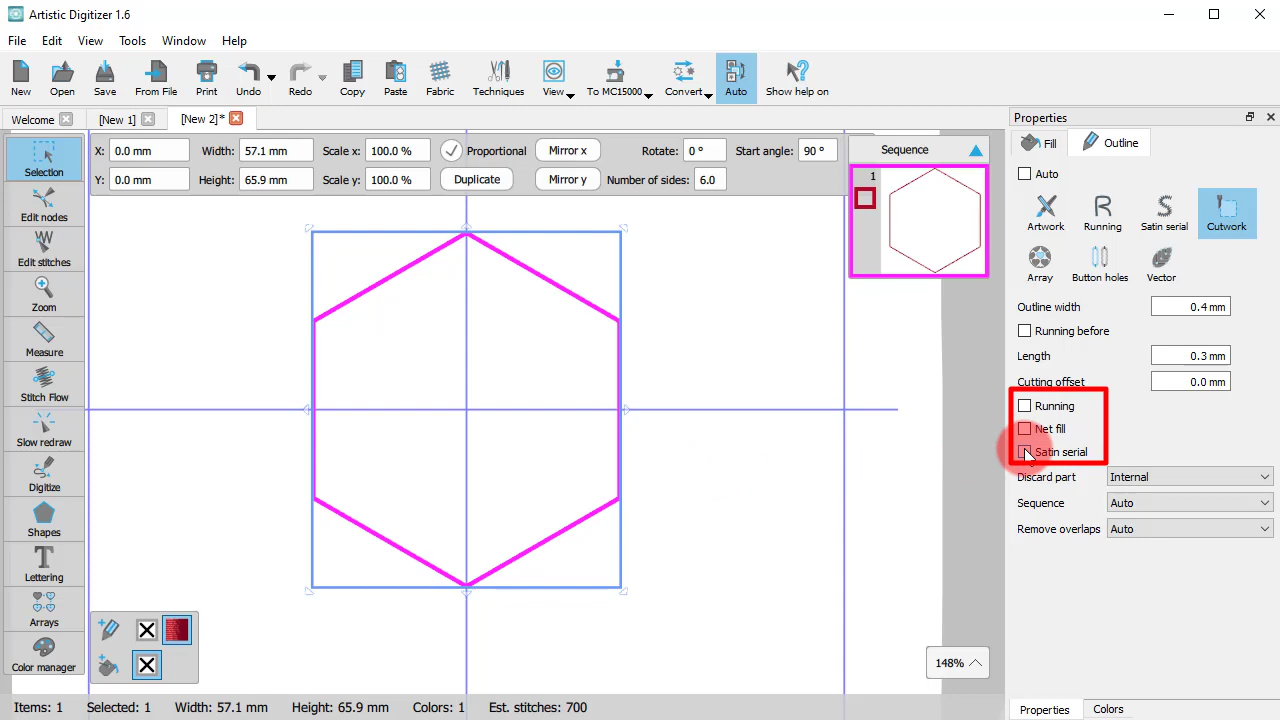 Artistic Digitizer 1.6
File Edit View Tools Window Help
New Open Save From File Print Undo Redo Copy Paste Fabric Techniques View To MC15000 Convert Auto Show help on
Welcome [New 1] [New 2]*
Properties
X: 0.0 mm Width: 57.1 mm Scale x: 100.0 % Proportional Mirror x Rotate: 0 ° Start angle: 90 °
Y: 0.0 mm Height: 65.9 mm Scale y: 100.0 % Duplicate Mirror y Number of sides: 6.0
Sequence
1
Selection
Edit nodes
Edit stitches
Zoom
Measure
Stitch Flow
Slow redraw
Digitize
Shapes
Lettering
Arrays
Color manager
Fill Outline
Auto
Artwork Running Satin serial Cutwork
Array Button holes Vector
Outline width 0.4 mm
Running before
Length 0.3 mm
Cutting offset 0.0 mm
Running
Net fill
Satin serial
Discard part Internal
Sequence Auto
Remove overlaps Auto
148%
Items: 1 Selected: 1 Width: 57.1 mm Height: 65.9 mm Colors: 1 Est. stitches: 700
Properties Colors